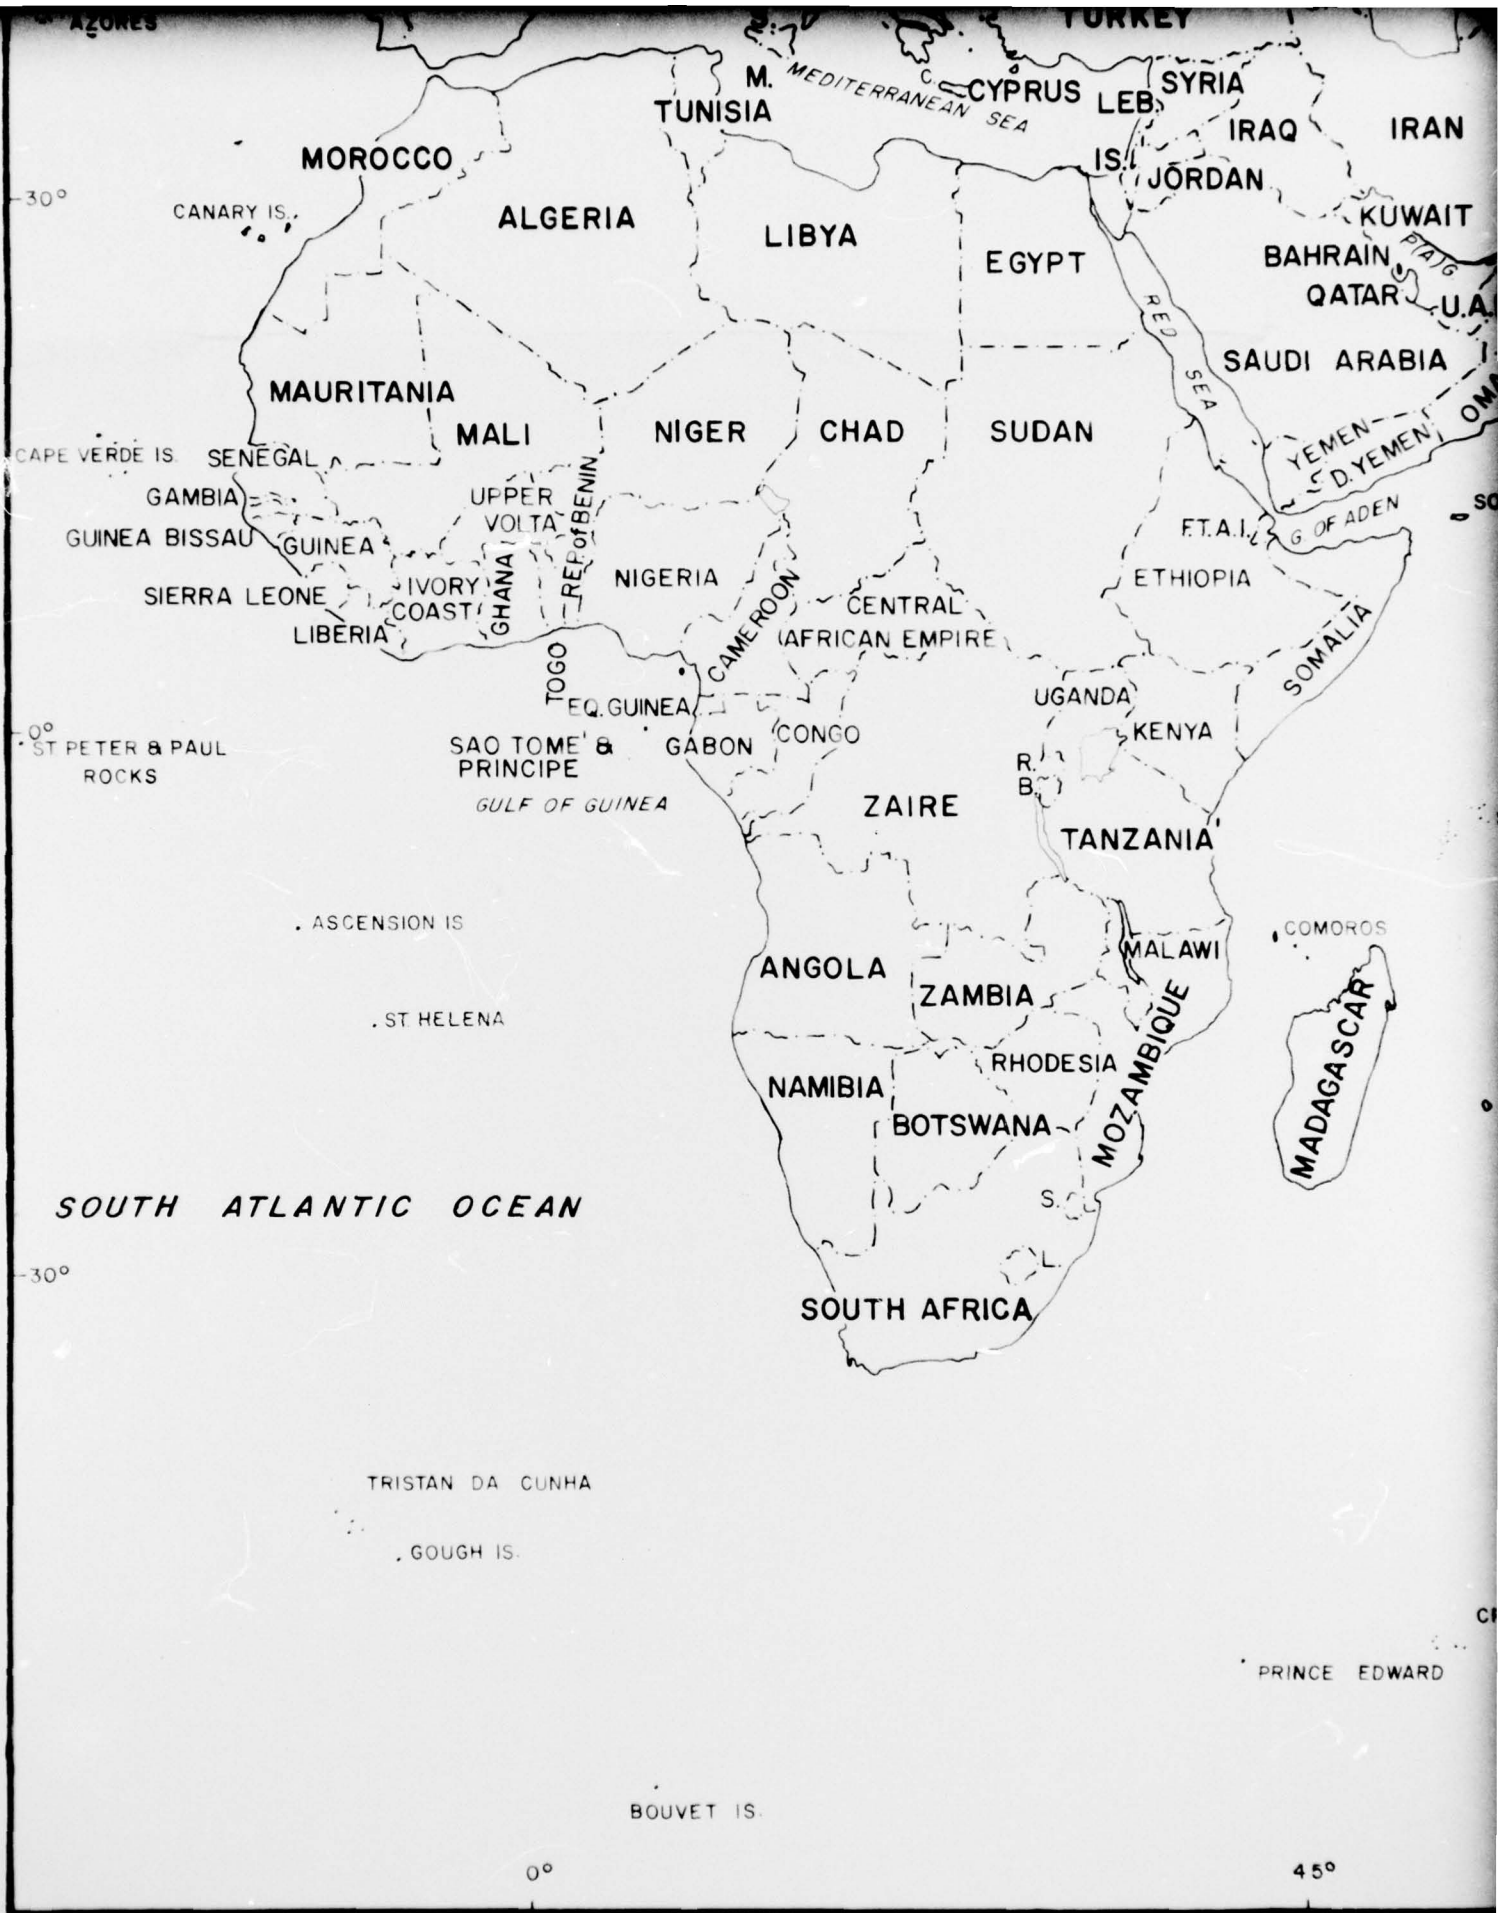 AZORES
TURKEY
M.
MEDITERRANEAN SEA
C.
CYPRUS
SYRIA
LEB.
TUNISIA
IRAQ
IRAN
MOROCCO
IS.
JORDAN
30°
CANARY IS.
ALGERIA
LIBYA
EGYPT
KUWAIT
P(A)G
BAHRAIN
QATAR
U.A.
RED SEA
SAUDI ARABIA
MAURITANIA
MALI
NIGER
CHAD
SUDAN
YEMEN
D. YEMEN
CAPE VERDE IS.
SENEGAL
GAMBIA
UPPER
VOLTA
REP. of BENIN
G. OF ADEN
GUINEA BISSAU
GUINEA
F.T.A.I.
SIERRA LEONE
IVORY
COAST
GHANA
NIGERIA
CAMEROON
CENTRAL
AFRICAN EMPIRE
ETHIOPIA
SOMALIA
LIBERIA
TOGO
EQ. GUINEA
UGANDA
KENYA
0°
ST PETER & PAUL
ROCKS
SAO TOME' &
PRINCIPE
GABON
CONGO
R.
B.
GULF OF GUINEA
ZAIRE
TANZANIA
ASCENSION IS
COMOROS
ANGOLA
ZAMBIA
MALAWI
ST. HELENA
MOZAMBIQUE
MADAGASCAR
NAMIBIA
RHODESIA
BOTSWANA
SOUTH ATLANTIC OCEAN
S.
30°
L.
SOUTH AFRICA
TRISTAN DA CUNHA
GOUGH IS.
PRINCE EDWARD
BOUVET IS.
0°
45°